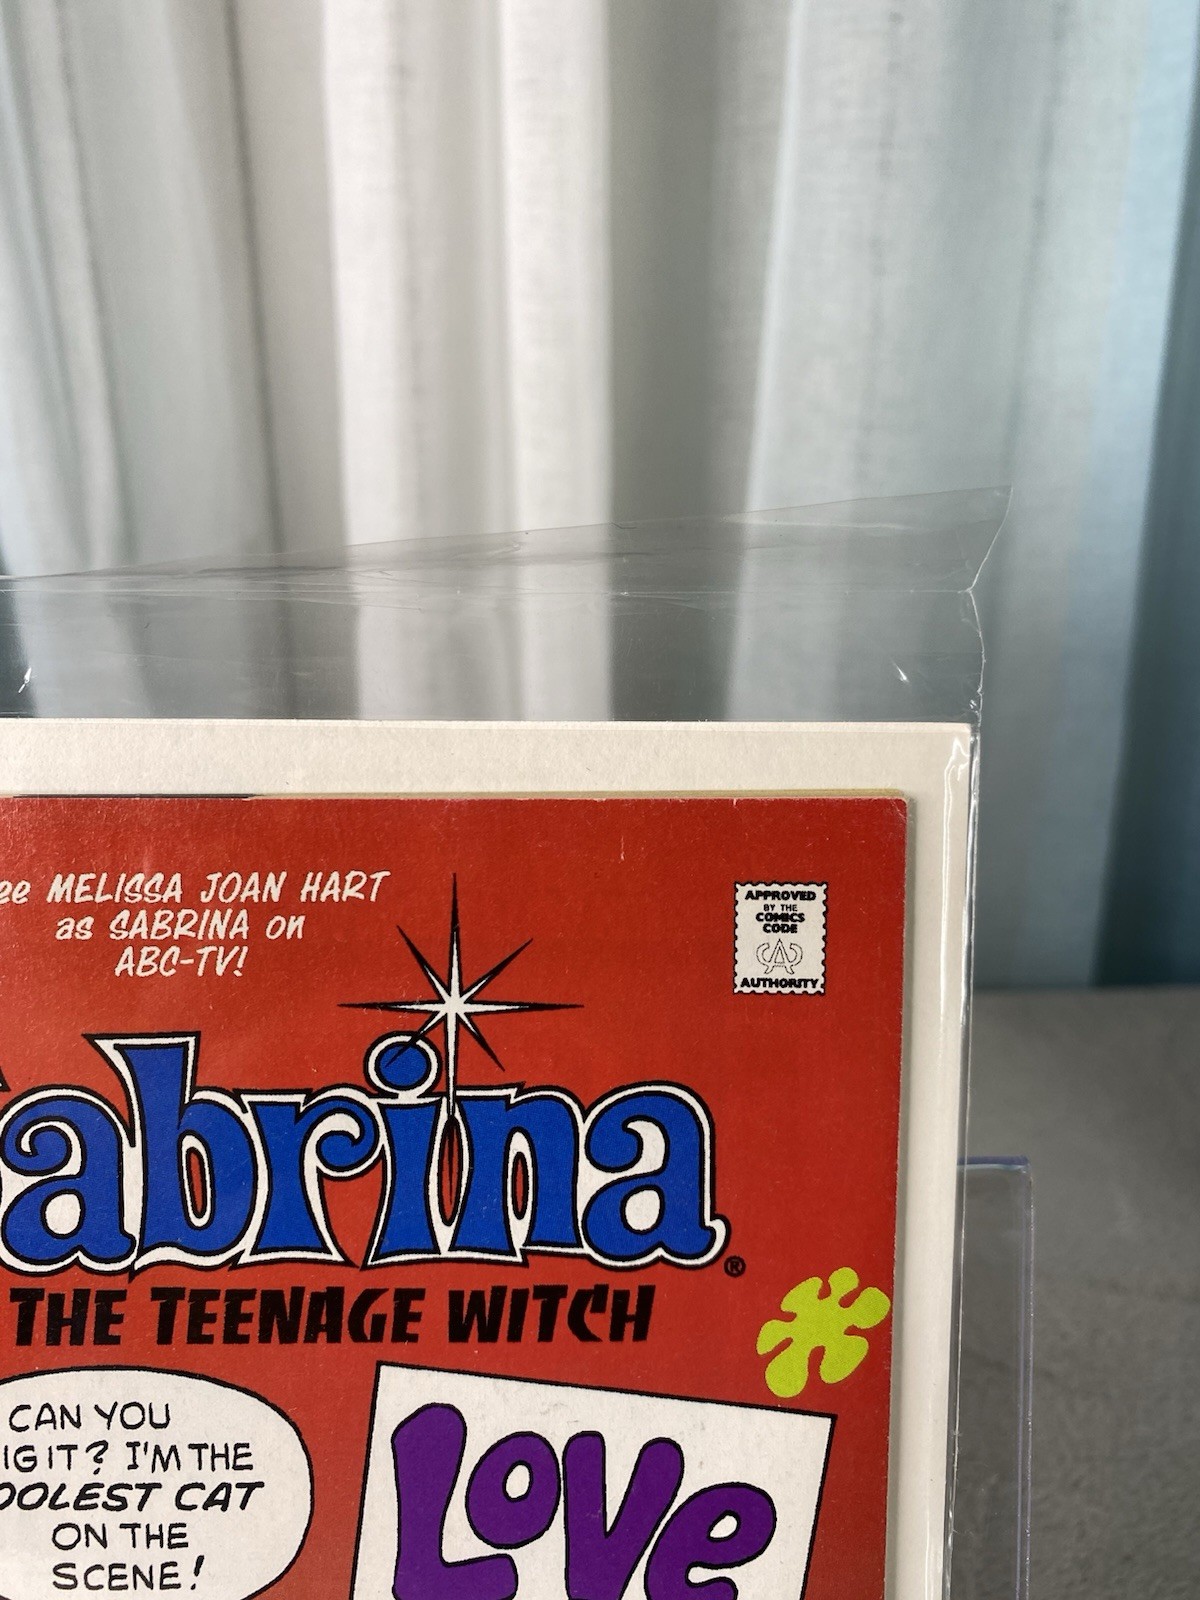 ee MELISSA JOAN HART
as SABRINA on
ABC-TV!
APPROVED
BY THE
COMICS
CODE
AUTHORITY
abrina®
THE TEENAGE WITCH
CAN YOU
IG IT? I'M THE
OOLEST CAT
ON THE
SCENE!
LOVe